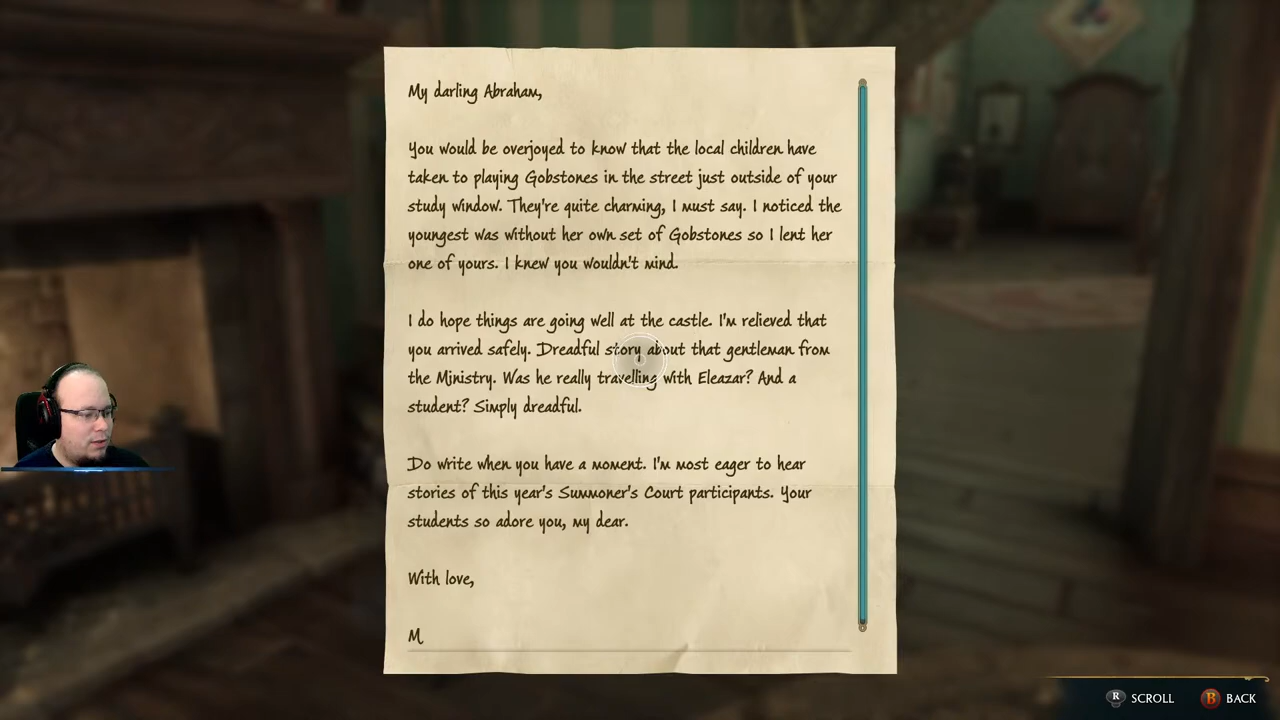 My darling Abraham,
You would be overjoyed to know that the local children have
taken to playing Gobstones in the street just outside of your
study window. They're quite charming, I must say. I noticed the
youngest was without her own set of Gobstones so I lent her
one of yours. I knew you wouldn't mind.
I do hope things are going well at the castle. I'm relieved that
you arrived safely. Dreadful story about that gentleman from
the Ministry. Was he really travelling with Eleazar? And a
student? Simply dreadful.
Do write when you have a moment. I'm most eager to hear
stories of this year's Summoner's Court participants. Your
students so adore you, my dear.
With love,
M
R SCROLL B BACK